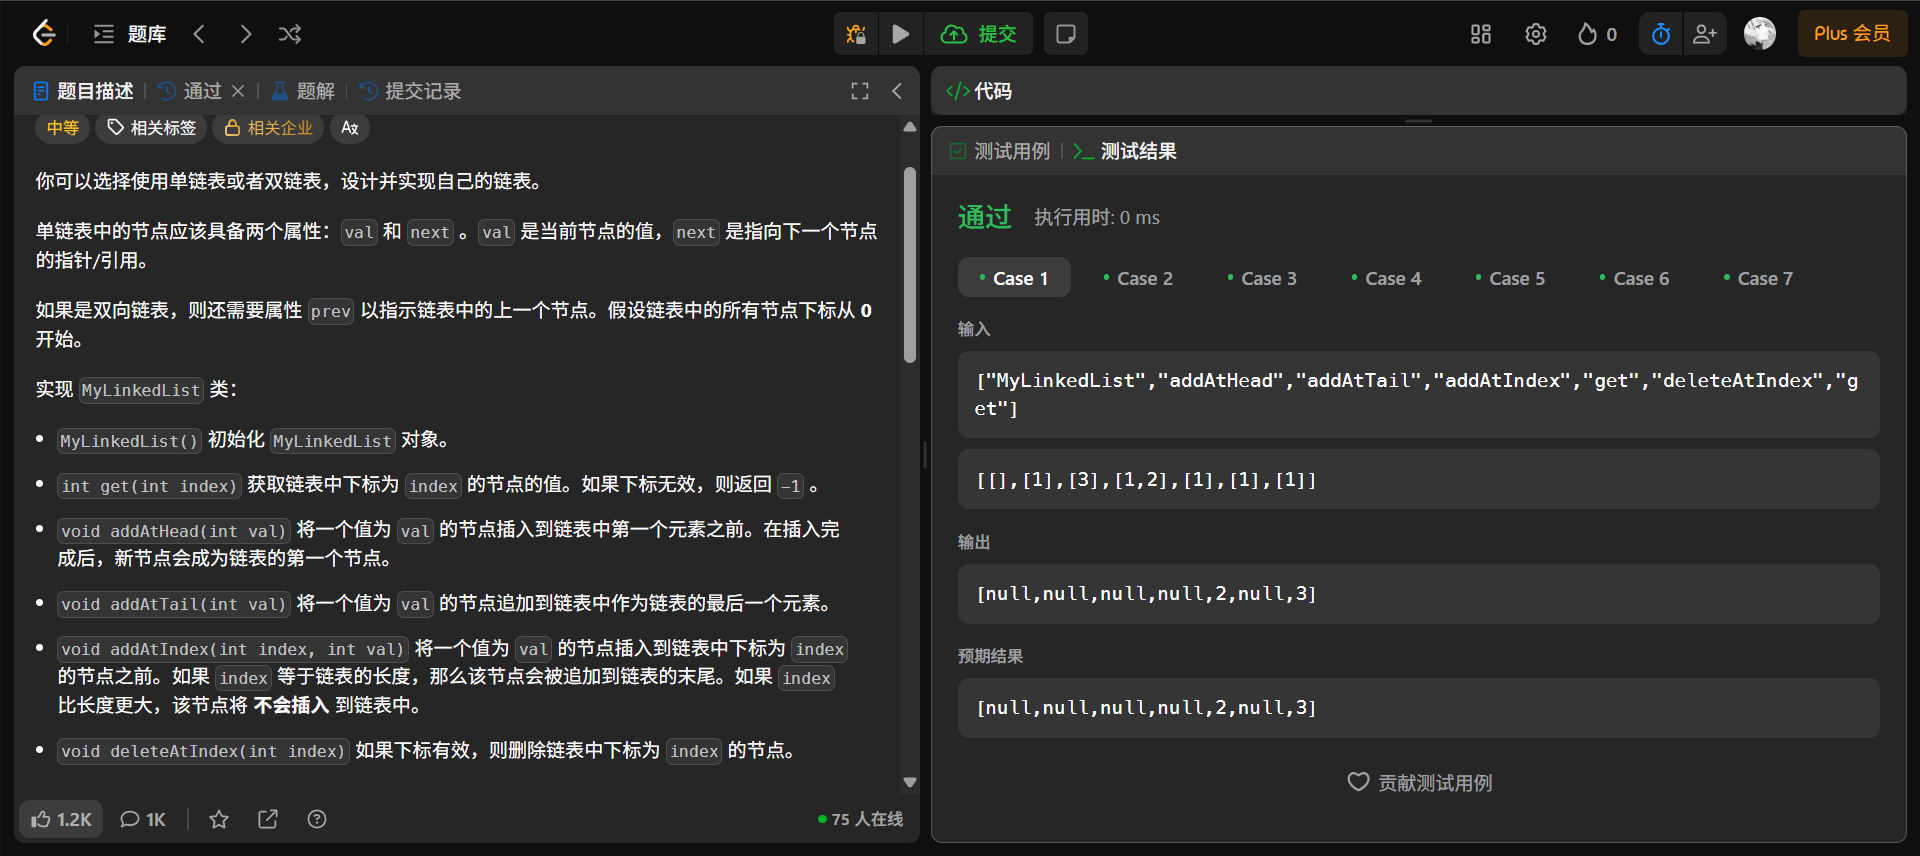 题库
提交
0
Plus 会员
题目描述
通过
题解
提交记录
中等
相关标签
相关企业
你可以选择使用单链表或者双链表，设计并实现自己的链表。
单链表中的节点应该具备两个属性：val 和 next 。val 是当前节点的值，next 是指向下一个节点
的指针/引用。
如果是双向链表，则还需要属性 prev 以指示链表中的上一个节点。假设链表中的所有节点下标从 0
开始。
实现 MyLinkedList 类：
MyLinkedList() 初始化 MyLinkedList 对象。
int get(int index) 获取链表中下标为 index 的节点的值。如果下标无效，则返回 -1 。
void addAtHead(int val) 将一个值为 val 的节点插入到链表中第一个元素之前。在插入完
成后，新节点会成为链表的第一个节点。
void addAtTail(int val) 将一个值为 val 的节点追加到链表中作为链表的最后一个元素。
void addAtIndex(int index, int val) 将一个值为 val 的节点插入到链表中下标为 index
的节点之前。如果 index 等于链表的长度，那么该节点会被追加到链表的末尾。如果 index
比长度更大，该节点将 不会插入 到链表中。
void deleteAtIndex(int index) 如果下标有效，则删除链表中下标为 index 的节点。
1.2K
1K
75 人在线
</>代码
测试用例
>_ 测试结果
通过 执行用时: 0 ms
Case 1
Case 2
Case 3
Case 4
Case 5
Case 6
Case 7
输入
["MyLinkedList","addAtHead","addAtTail","addAtIndex","get","deleteAtIndex","g
et"]
[[],[1],[3],[1,2],[1],[1],[1]]
输出
[null,null,null,null,2,null,3]
预期结果
[null,null,null,null,2,null,3]
贡献测试用例